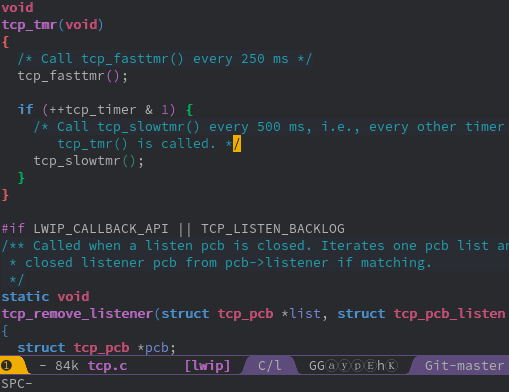 void
tcp_tmr(void)
{
  /* Call tcp_fasttmr() every 250 ms */
  tcp_fasttmr();

  if (++tcp_timer & 1) {
    /* Call tcp_slowtmr() every 500 ms, i.e., every other timer
       tcp_tmr() is called. */
    tcp_slowtmr();
  }
}

#if LWIP_CALLBACK_API || TCP_LISTEN_BACKLOG
/** Called when a listen pcb is closed. Iterates one pcb list an
 * closed listener pcb from pcb->listener if matching.
 */
static void
tcp_remove_listener(struct tcp_pcb *list, struct tcp_pcb_listen
{
  struct tcp_pcb *pcb;
❶ - 84k tcp.c [lwip] C/l GGⓐⓨⓟⒺhⓀ Git-master
SPC-